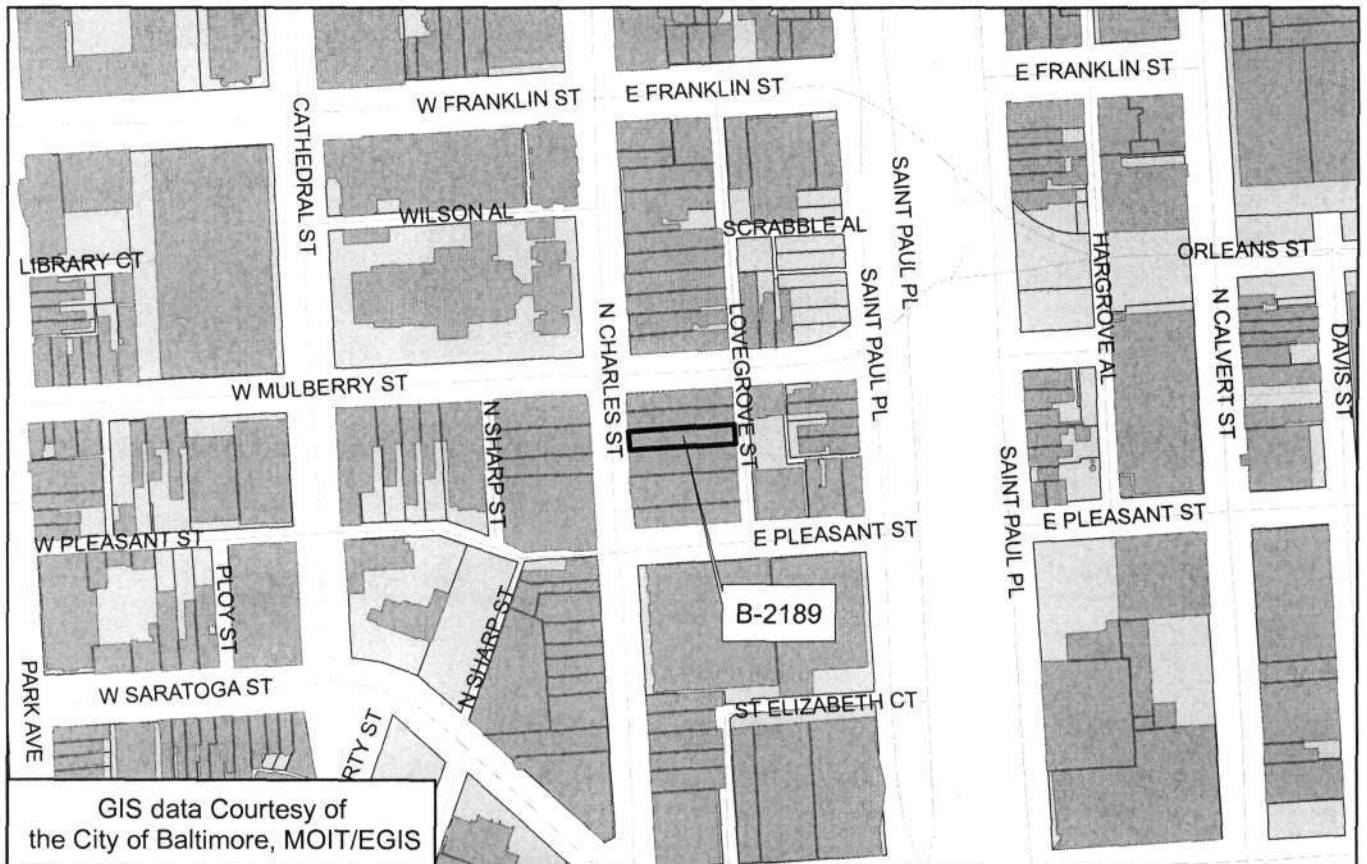 W FRANKLIN ST
E FRANKLIN ST
E FRANKLIN ST
CATHEDRAL ST
SAINT PAUL PL
WILSON AL
SCRABBLE AL
LIBRARY CT
HARGROVE AL
ORLEANS ST
N CHARLES ST
LOVEGROVE ST
SAINT PAUL PL
N CALVERT ST
DAVIS ST
W MULBERRY ST
N SHARP ST
SAINT PAUL PL
W PLEASANT ST
E PLEASANT ST
E PLEASANT ST
PLOY ST
N SHARP ST
B-2189
PARK AVE
W SARATOGA ST
ST ELIZABETH CT
RTY ST
GIS data Courtesy of
the City of Baltimore, MOIT/EGIS